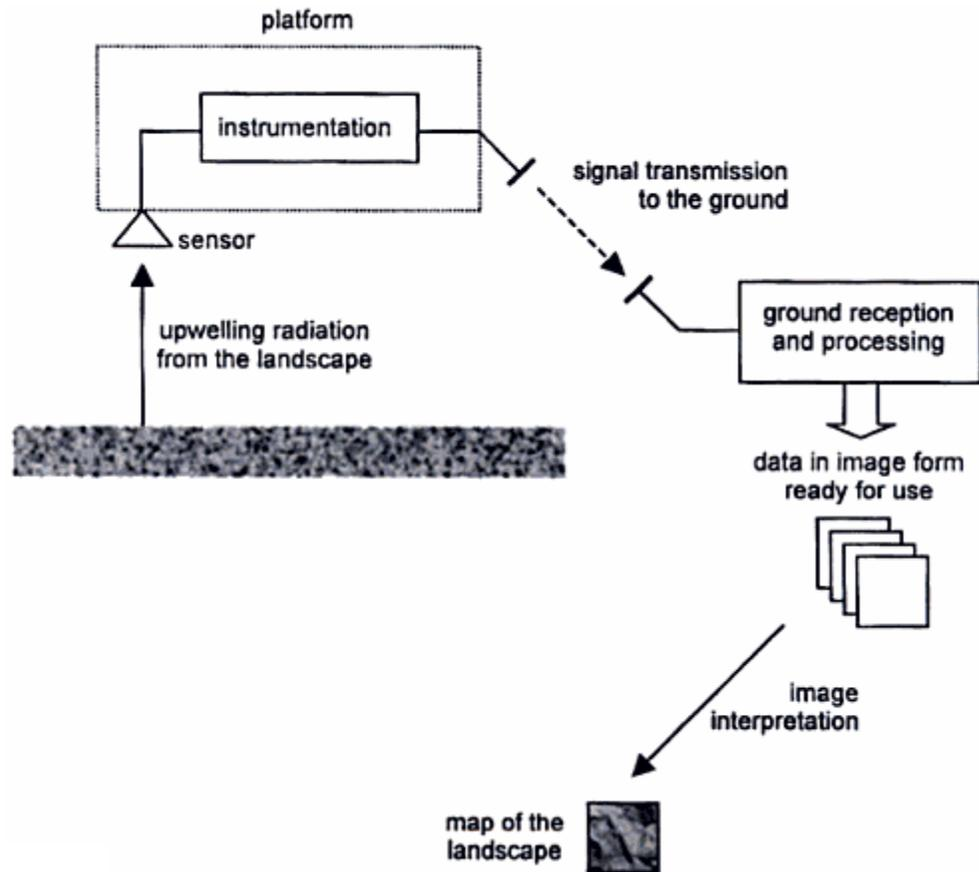 platform
instrumentation
signal transmission
to the ground
sensor
upwelling radiation
from the landscape
ground reception
and processing
data in image form
ready for use
image
interpretation
map of the
landscape